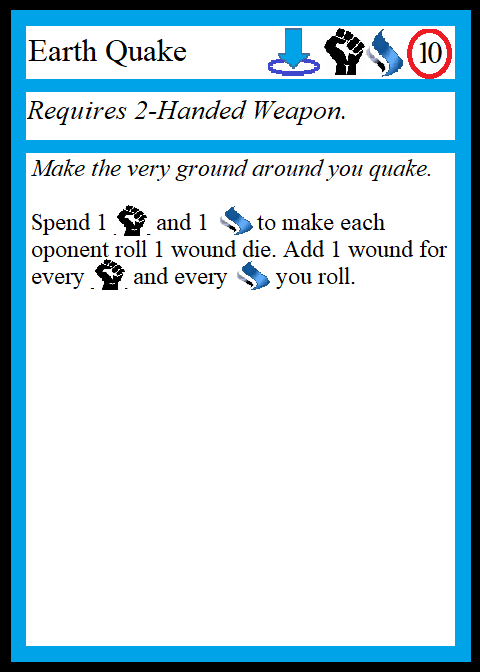 Earth Quake 10
Requires 2-Handed Weapon.
Make the very ground around you quake.
Spend 1 and 1 to make each
oponent roll 1 wound die. Add 1 wound for
every and every you roll.